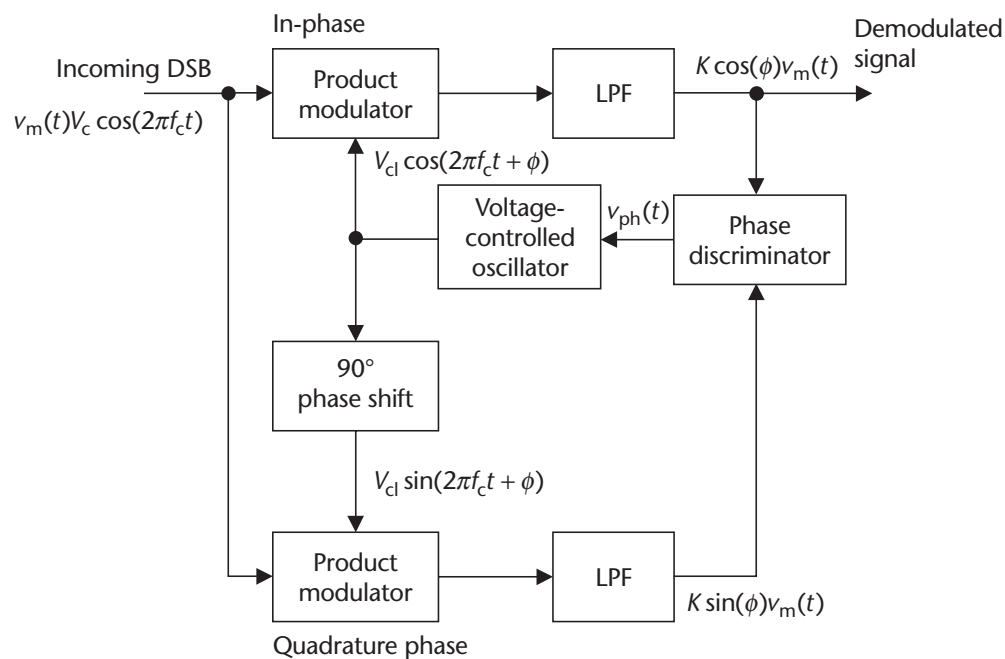 In-phase
Demodulated
signal
Incoming DSB
v_m(t)V_c cos(2πf_ct)
Product
modulator
LPF
K cos(ϕ)v_m(t)
V_cl cos(2πf_ct + ϕ)
Voltage-
controlled
oscillator
v_ph(t)
Phase
discriminator
90°
phase shift
V_cl sin(2πf_ct + ϕ)
Product
modulator
LPF
K sin(ϕ)v_m(t)
Quadrature phase